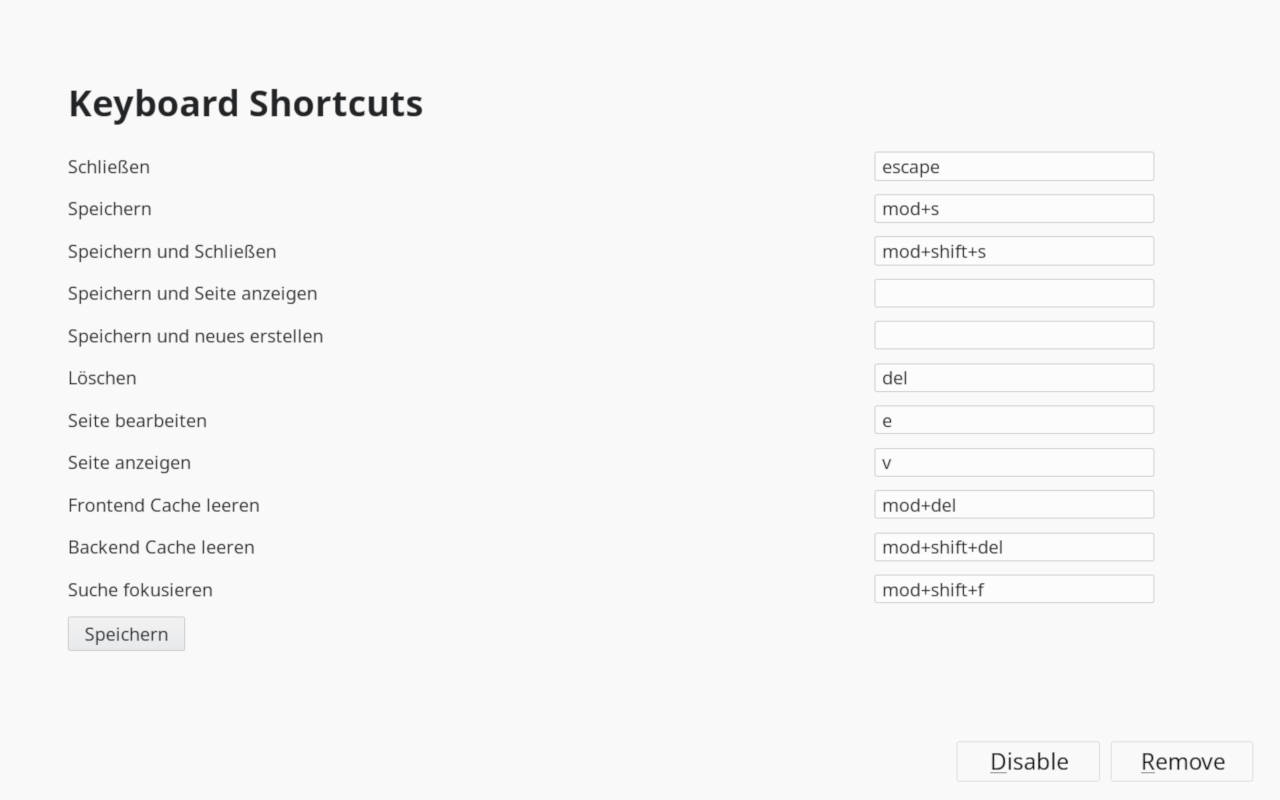 Keyboard Shortcuts
Schließen escape
Speichern mod+s
Speichern und Schließen mod+shift+s
Speichern und Seite anzeigen
Speichern und neues erstellen
Löschen del
Seite bearbeiten e
Seite anzeigen v
Frontend Cache leeren mod+del
Backend Cache leeren mod+shift+del
Suche fokusieren mod+shift+f
Speichern
Disable Remove